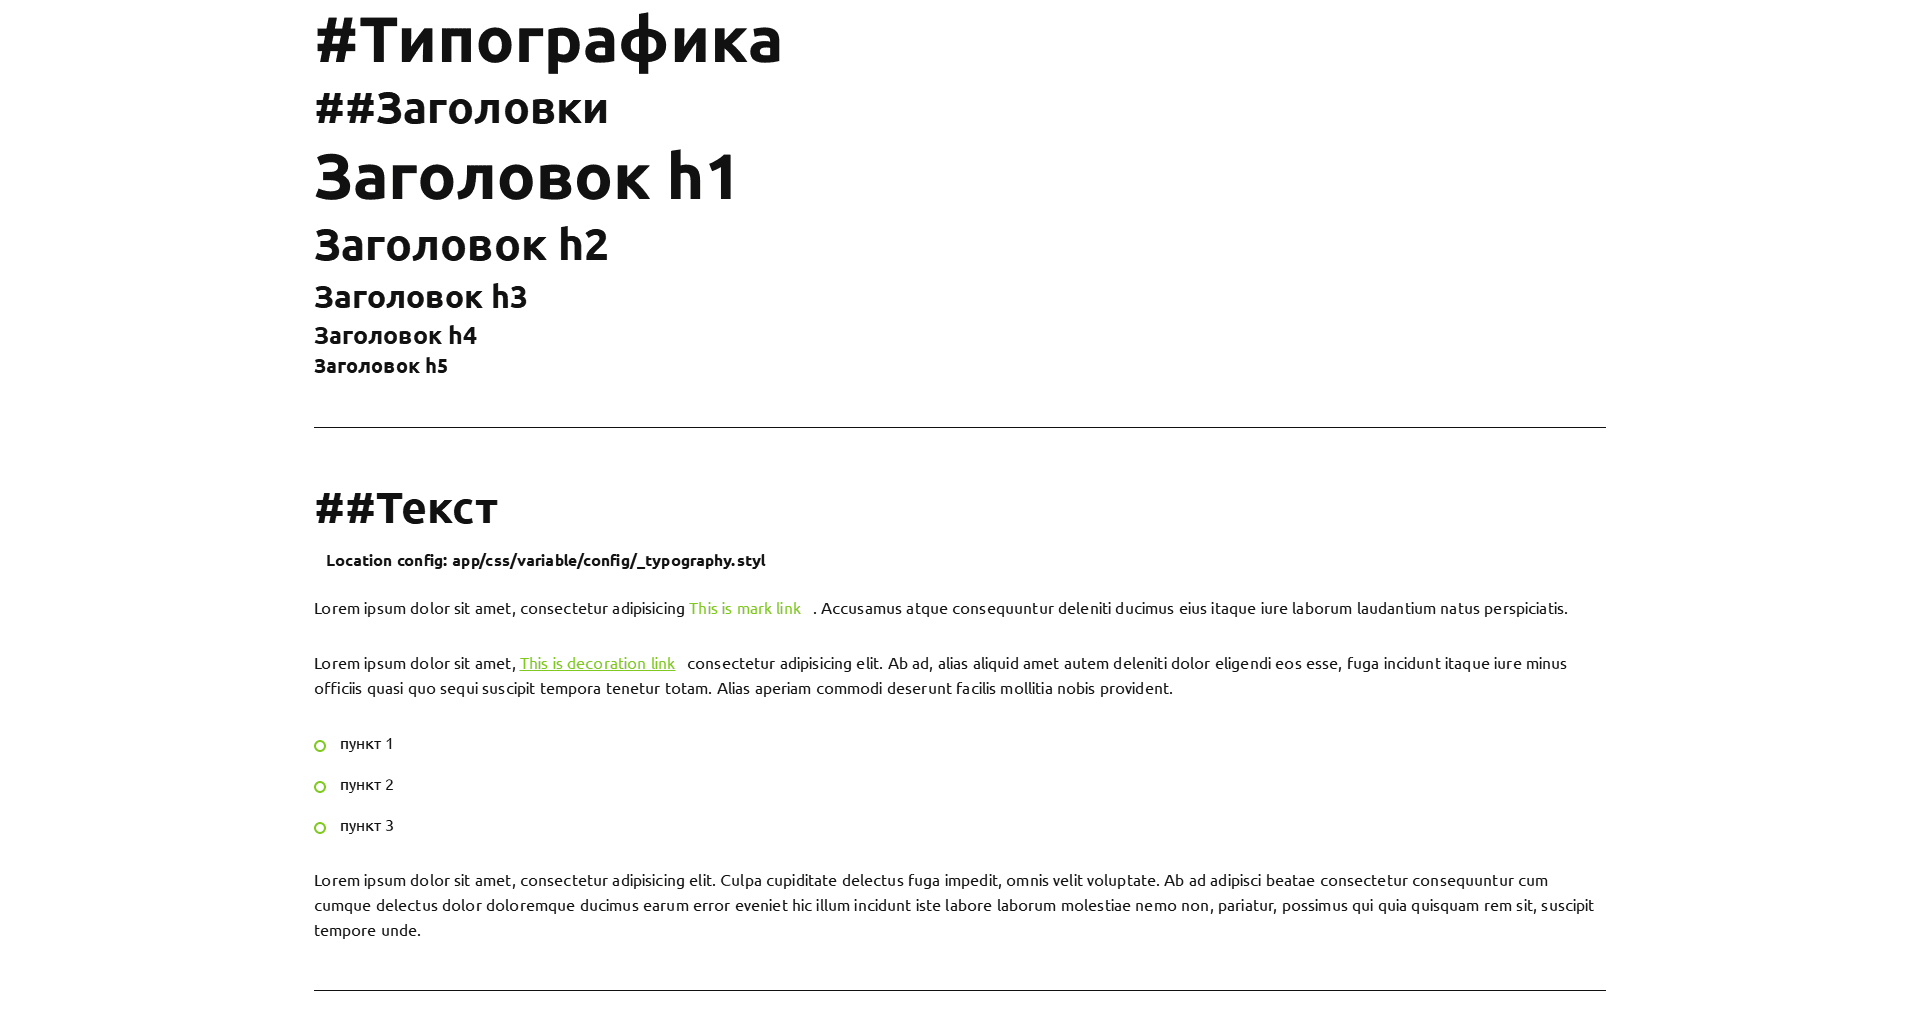 #Типографика
##Заголовки
Заголовок h1
Заголовок h2
Заголовок h3
Заголовок h4
Заголовок h5
##Текст
Location config: app/css/variable/config/_typography.styl
Lorem ipsum dolor sit amet, consectetur adipisicing This is mark link . Accusamus atque consequuntur deleniti ducimus eius itaque iure laborum laudantium natus perspiciatis.
Lorem ipsum dolor sit amet, This is decoration link consectetur adipisicing elit. Ab ad, alias aliquid amet autem deleniti dolor eligendi eos esse, fuga incidunt itaque iure minus
officiis quasi quo sequi suscipit tempora tenetur totam. Alias aperiam commodi deserunt facilis mollitia nobis provident.
пункт 1
пункт 2
пункт 3
Lorem ipsum dolor sit amet, consectetur adipisicing elit. Culpa cupiditate delectus fuga impedit, omnis velit voluptate. Ab ad adipisci beatae consectetur consequuntur cum
cumque delectus dolor doloremque ducimus earum error eveniet hic illum incidunt iste labore laborum molestiae nemo non, pariatur, possimus qui quia quisquam rem sit, suscipit
tempore unde.